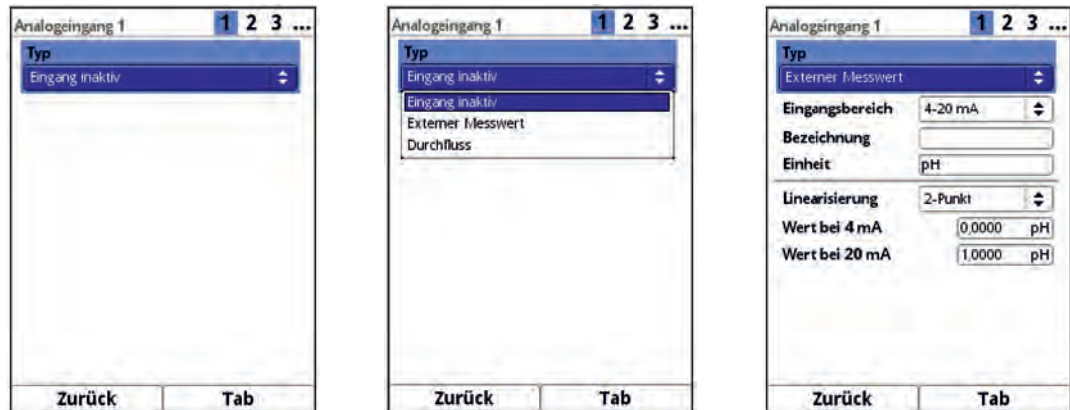 Analogeingang 1 1 2 3 ...
Typ
Eingang inaktiv
Zurück Tab
Analogeingang 1 1 2 3 ...
Typ
Eingang inaktiv
Eingang inaktiv
Externer Messwert
Durchfluss
Zurück Tab
Analogeingang 1 1 2 3 ...
Typ
Externer Messwert
Eingangsbereich 4-20 mA
Bezeichnung
Einheit pH
Linearisierung 2-Punkt
Wert bei 4 mA 0,0000 pH
Wert bei 20 mA 1,0000 pH
Zurück Tab